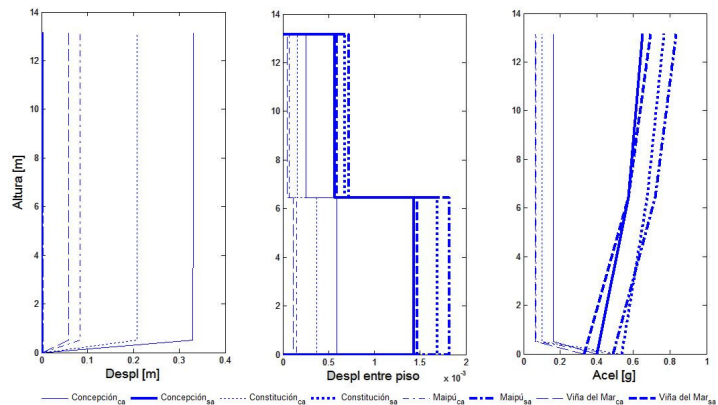 14
12
10
8
6
4
2
0
0 0.1 0.2 0.3 0.4
Altura [m]
Despl [m]
14
12
10
8
6
4
2
0
0 0.5 1 1.5 2
x 10⁻³
Despl entre piso
14
12
10
8
6
4
2
0
0 0.2 0.4 0.6 0.8 1
Acel [g]
Concepción_ca Concepción_sa Constitución_ca Constitución_sa Maipú_ca Maipú_sa Viña del Mar_ca Viña del Mar_sa